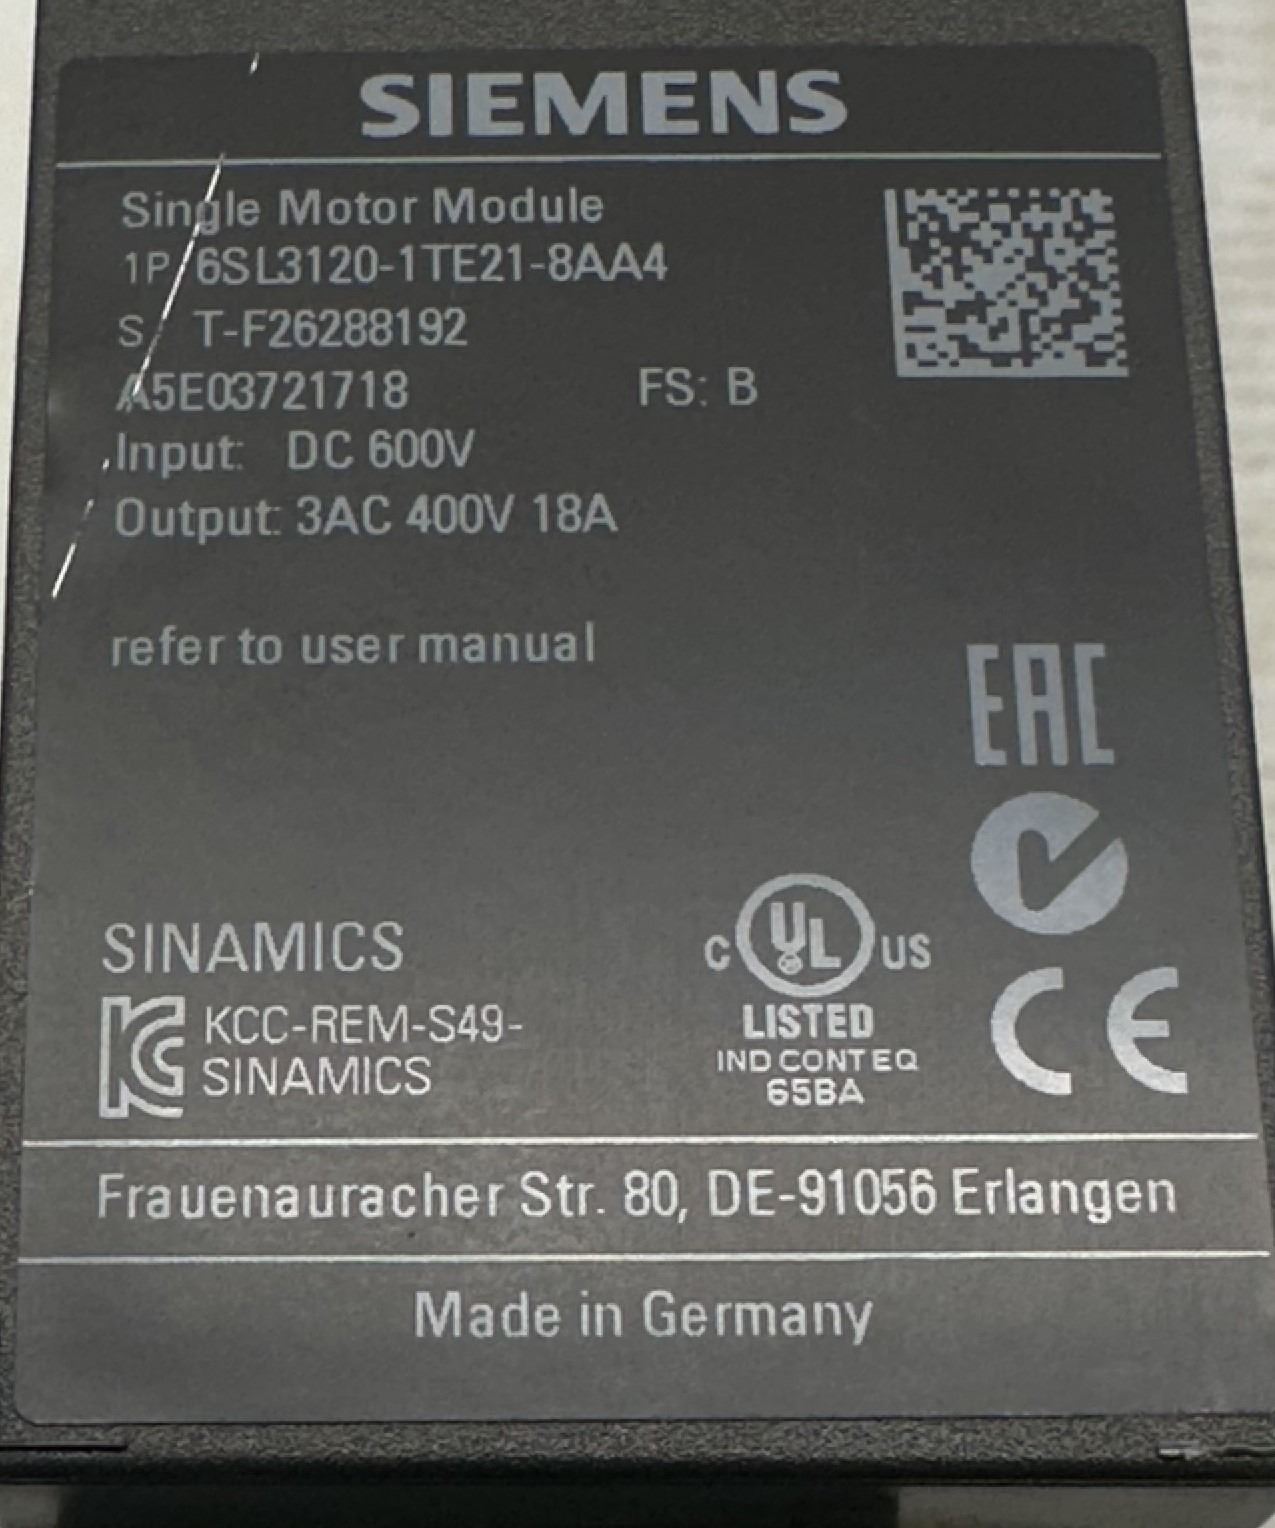 SIEMENS
Single Motor Module
1P 6SL3120-1TE21-8AA4
S T-F26288192
A5E03721718 FS: B
Input: DC 600V
Output: 3AC 400V 18A
refer to user manual
EAC
SINAMICS
C UL US
LISTED
IND CONT EQ
65BA
KCC-REM-S49-
SINAMICS
CE
Frauenauracher Str. 80, DE-91056 Erlangen
Made in Germany